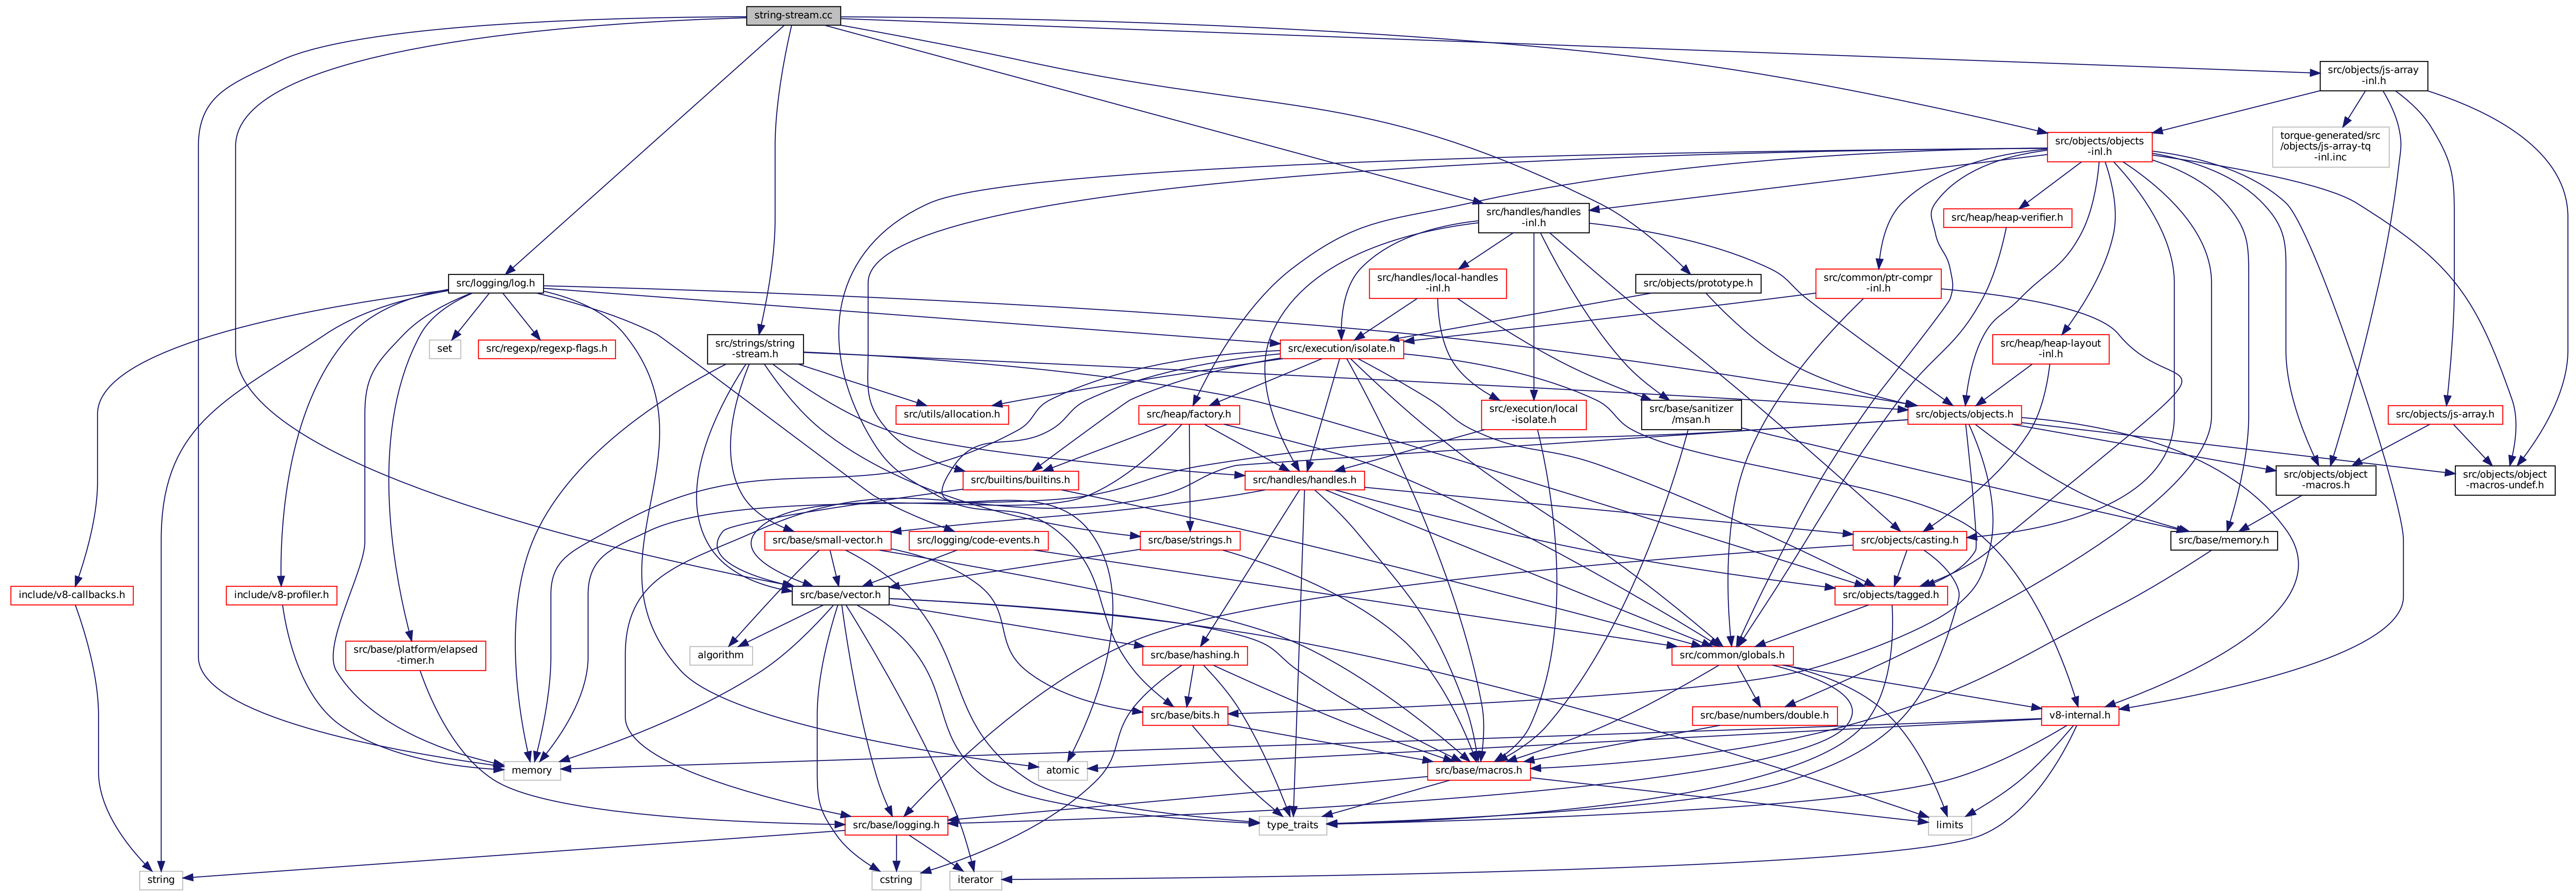 string-stream.cc
src/objects/js-array
-inl.h
torque-generated/src
/objects/js-array-tq
-inl.inc
src/objects/objects
-inl.h
src/handles/handles
-inl.h
src/heap/heap-verifier.h
src/logging/log.h
src/handles/local-handles
-inl.h
src/objects/prototype.h
src/common/ptr-compr
-inl.h
set
src/regexp/regexp-flags.h
src/strings/string
-stream.h
src/execution/isolate.h
src/heap/heap-layout
-inl.h
src/utils/allocation.h
src/heap/factory.h
src/execution/local
-isolate.h
src/base/sanitizer
/msan.h
src/objects/objects.h
src/objects/js-array.h
src/builtins/builtins.h
src/handles/handles.h
src/objects/object
-macros.h
src/objects/object
-macros-undef.h
src/base/small-vector.h
src/logging/code-events.h
src/base/strings.h
src/objects/casting.h
src/base/memory.h
include/v8-callbacks.h
include/v8-profiler.h
src/base/vector.h
src/objects/tagged.h
src/base/platform/elapsed
-timer.h
algorithm
src/base/hashing.h
src/common/globals.h
src/base/bits.h
src/base/numbers/double.h
v8-internal.h
memory
atomic
src/base/macros.h
src/base/logging.h
type_traits
limits
string
cstring
iterator